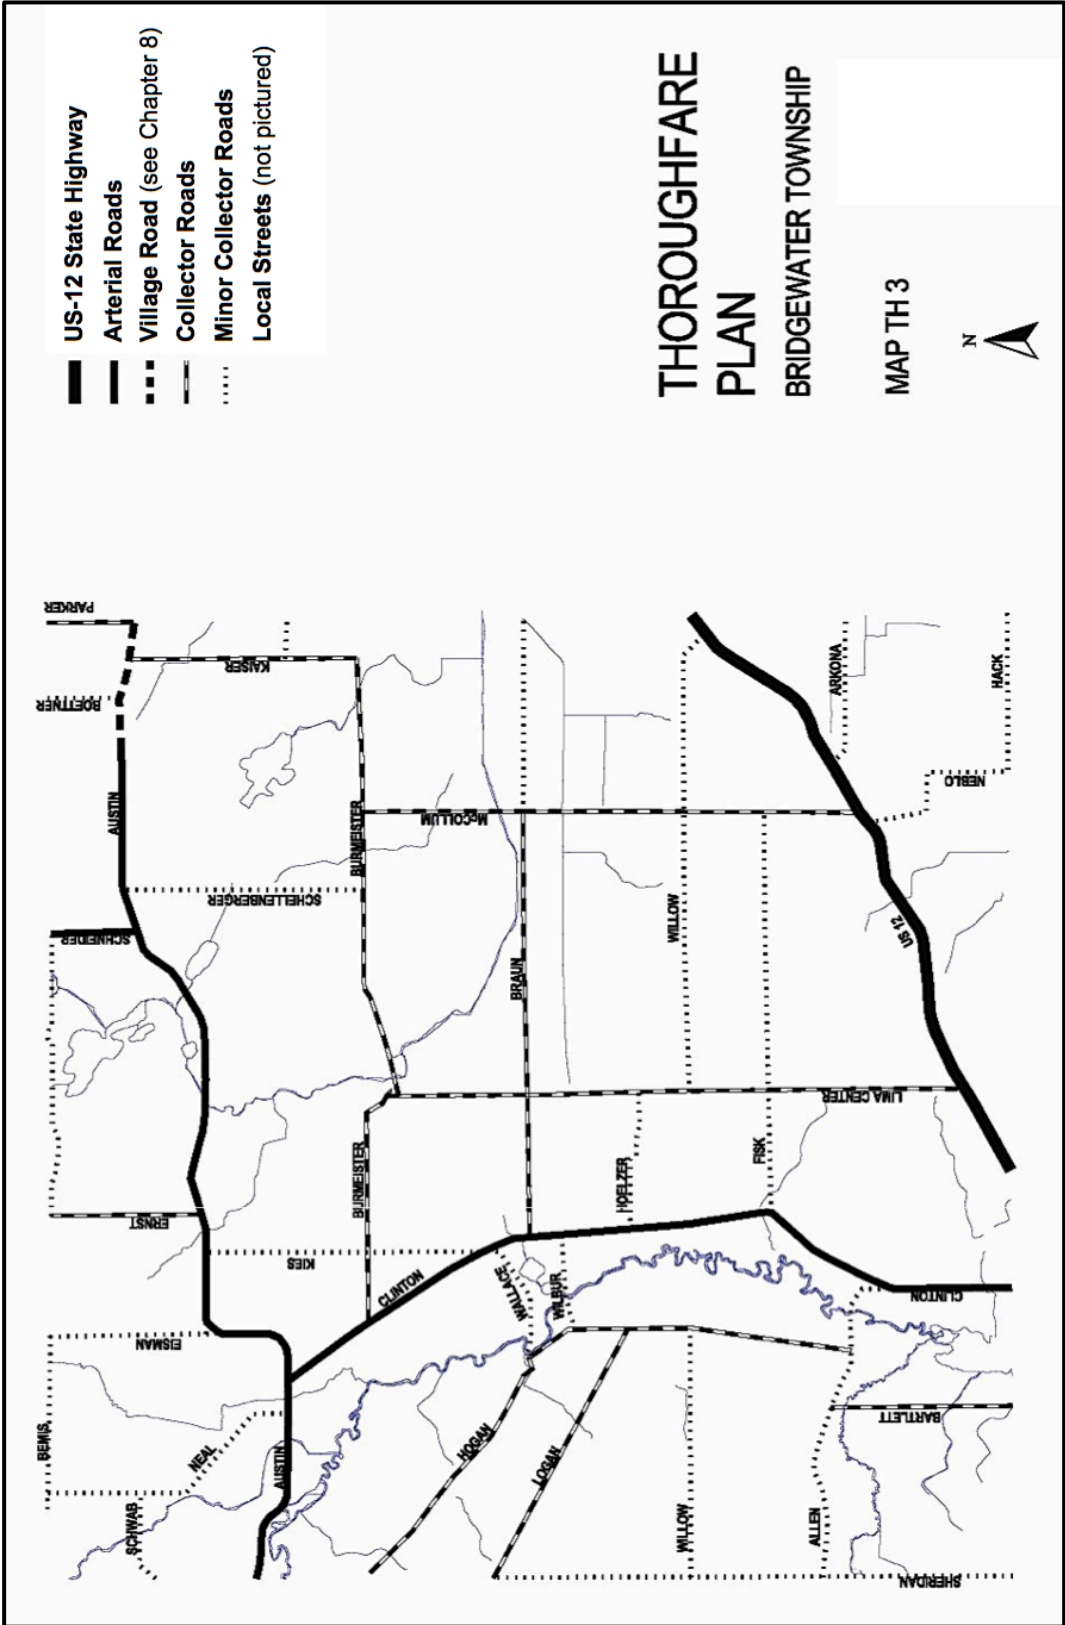 US-12 State Highway
Arterial Roads
Village Road (see Chapter 8)
Collector Roads
Minor Collector Roads
Local Streets (not pictured)
THOROUGHFARE
PLAN
BRIDGEWATER TOWNSHIP
MAP TH 3
N
PARKER
BOETTNER
KAISER
AUSTIN
BURMEISTER
McCOLLUM
SCHELLENBERGER
SCHNEIDER
ARKONA
HACK
NEBLO
WILLOW
US 12
BRAUN
LIMA CENTER
FISK
HOELZER
BURMEISTER
ERNST
KIES
CLINTON
WALLACE
WILBUR
CLINTON
EISMAN
BEMIS
NEAL
AUSTIN
SCHWAB
HOGAN
LOGAN
WILLOW
ALLEN
BARTLETT
SHERIDAN